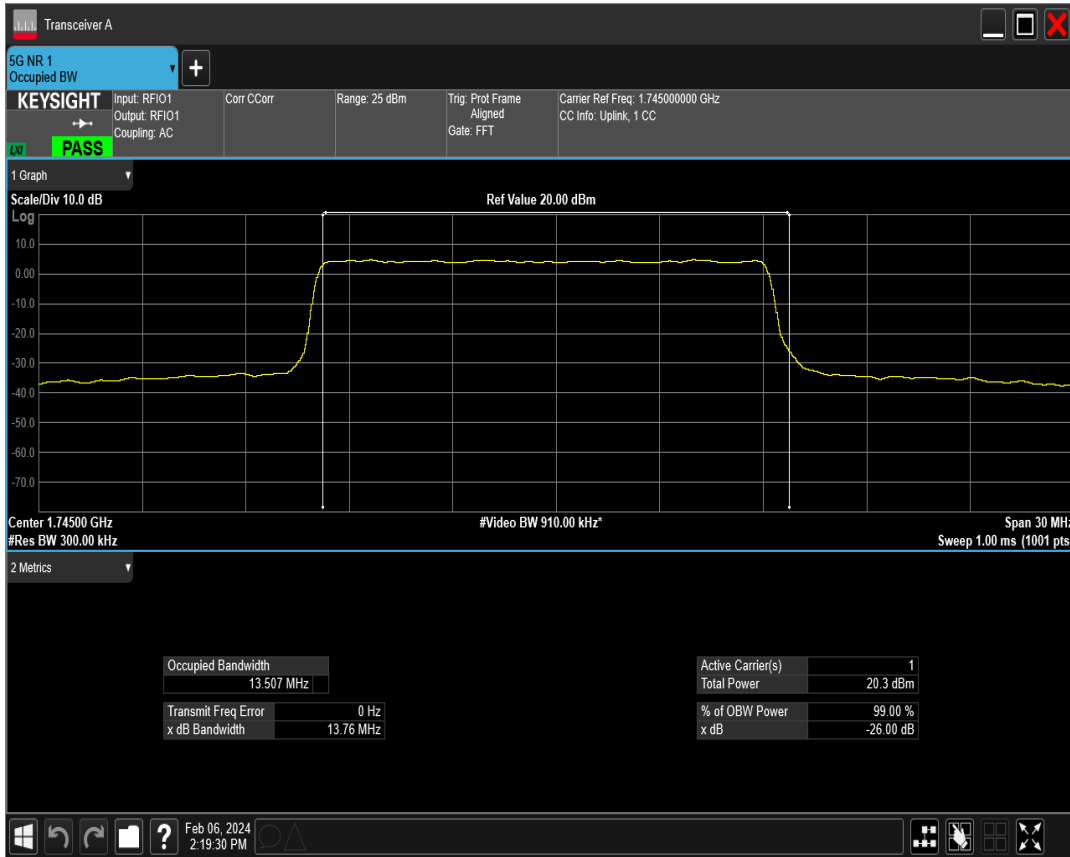 Transceiver A
5G NR 1
Occupied BW
+
KEYSIGHT
LXI
PASS
Input: RFIO1
Output: RFIO1
Coupling: AC
Corr CCorr
Range: 25 dBm
Trig: Prot Frame
Aligned
Gate: FFT
Carrier Ref Freq: 1.745000000 GHz
CC Info: Uplink, 1 CC
1 Graph
Scale/Div 10.0 dB
Ref Value 20.00 dBm
Log
10.0
0.00
-10.0
-20.0
-30.0
-40.0
-50.0
-60.0
-70.0
Center 1.74500 GHz
#Video BW 910.00 kHz*
Span 30 MHz
#Res BW 300.00 kHz
Sweep 1.00 ms (1001 pts
2 Metrics
Occupied Bandwidth
13.507 MHz
Transmit Freq Error 0 Hz
x dB Bandwidth 13.76 MHz
Active Carrier(s) 1
Total Power 20.3 dBm
% of OBW Power 99.00 %
x dB -26.00 dB
?
Feb 06, 2024
2:19:30 PM